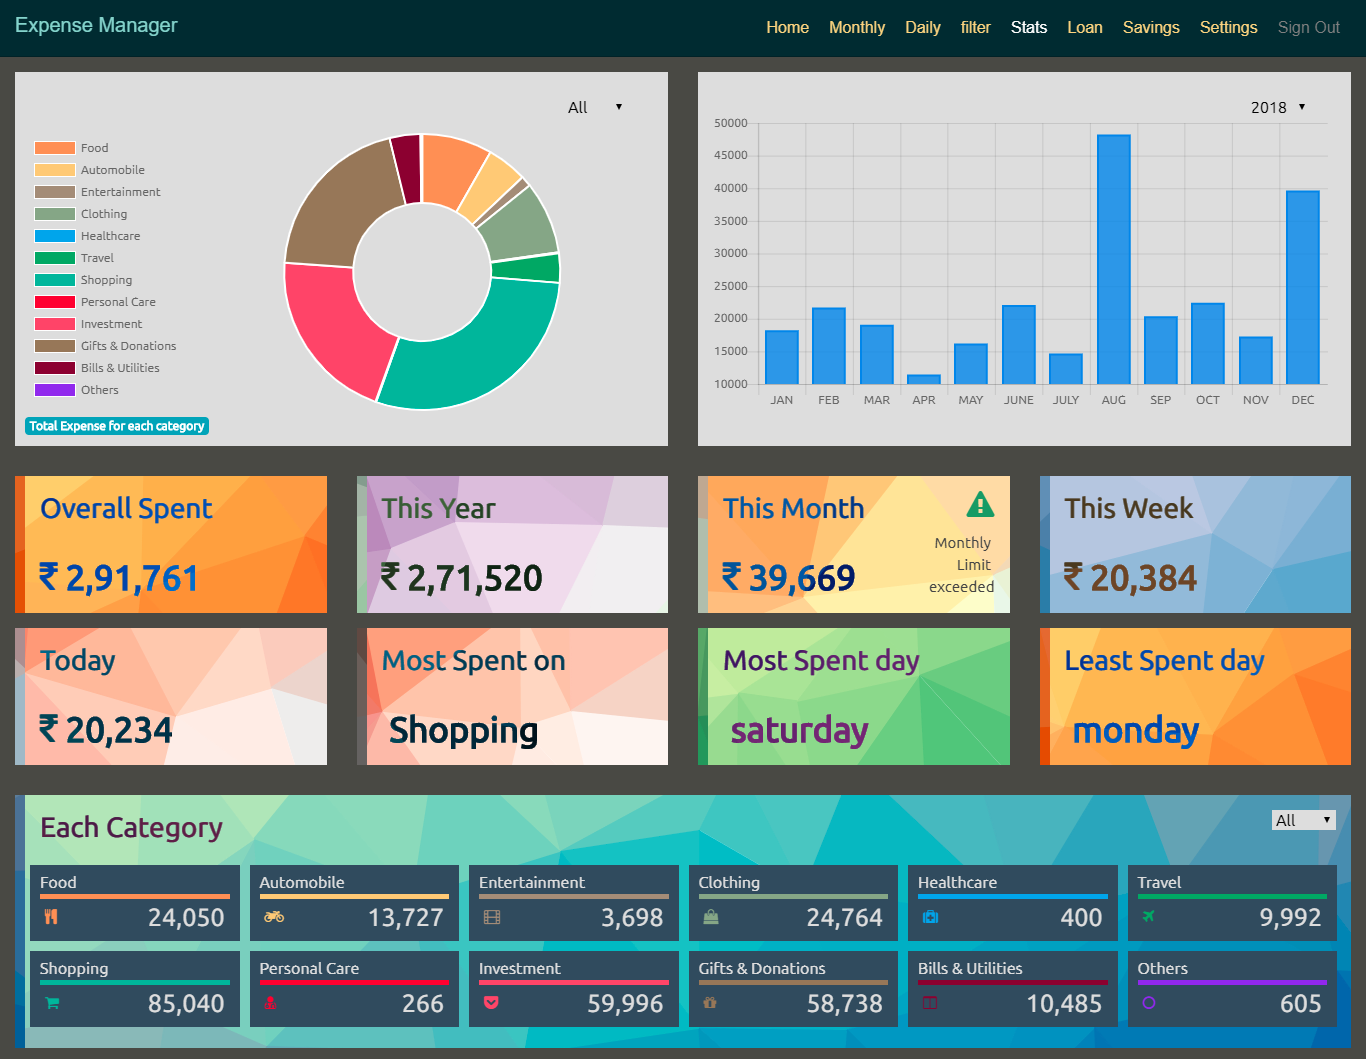 Expense Manager
Home Monthly Daily filter Stats Loan Savings Settings Sign Out
All
Food
Automobile
Entertainment
Clothing
Healthcare
Travel
Shopping
Personal Care
Investment
Gifts & Donations
Bills & Utilities
Others
Total Expense for each category
2018
50000
45000
40000
35000
30000
25000
20000
15000
10000
JAN FEB MAR APR MAY JUNE JULY AUG SEP OCT NOV DEC
Overall Spent
₹ 2,91,761
This Year
₹ 2,71,520
This Month
₹ 39,669
Monthly
Limit
exceeded
This Week
₹ 20,384
Today
₹ 20,234
Most Spent on
Shopping
Most Spent day
saturday
Least Spent day
monday
Each Category
All
Food
24,050
Automobile
13,727
Entertainment
3,698
Clothing
24,764
Healthcare
400
Travel
9,992
Shopping
85,040
Personal Care
266
Investment
59,996
Gifts & Donations
58,738
Bills & Utilities
10,485
Others
605